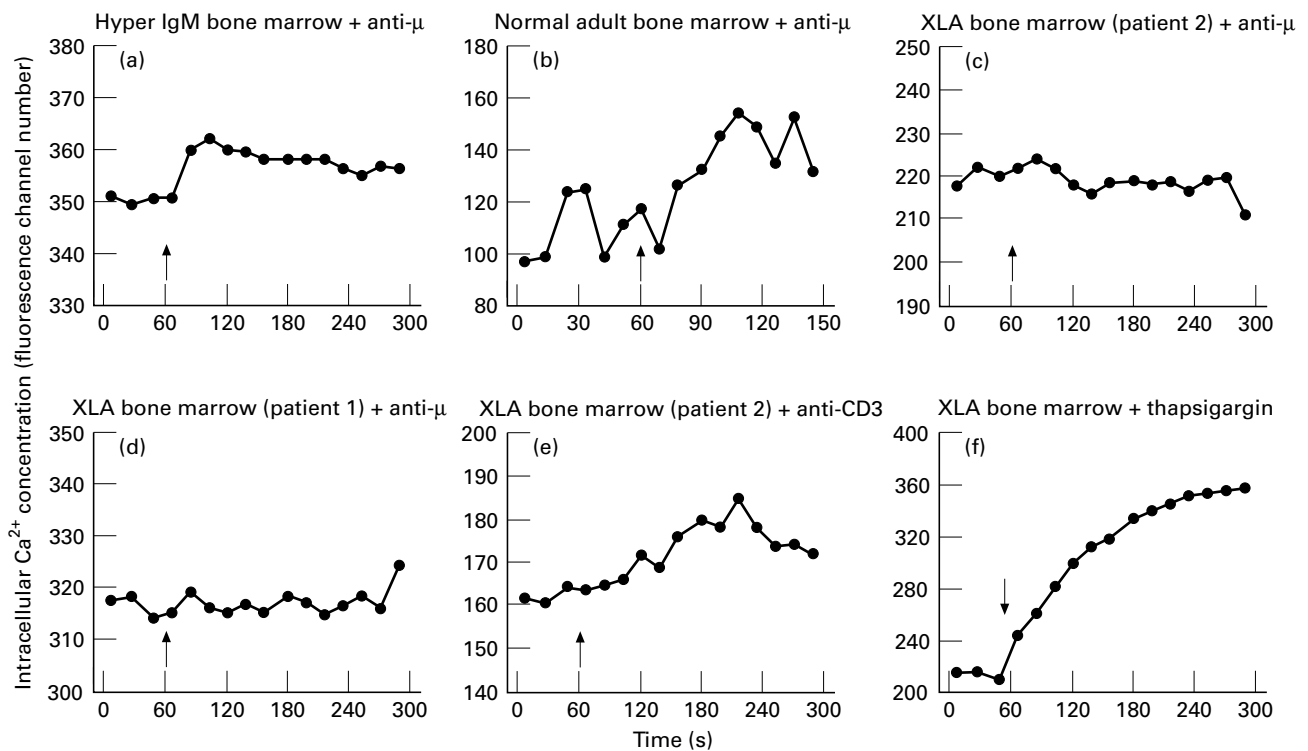 Intracellular Ca2+ concentration (fluorescence channel number)
Hyper IgM bone marrow + anti-μ
(a)
380
370
360
350
340
330
0 60 120 180 240 300
Normal adult bone marrow + anti-μ
(b)
160
140
120
100
80
0 30 60 90 120 150
XLA bone marrow (patient 2) + anti-μ
(c)
250
240
230
220
210
200
190
0 60 120 180 240 300
XLA bone marrow (patient 1) + anti-μ
(d)
350
340
330
320
310
300
0 60 120 180 240 300
XLA bone marrow (patient 2) + anti-CD3
(e)
200
190
180
170
160
150
140
0 60 120 180 240 300
XLA bone marrow + thapsigargin
(f)
400
360
320
280
240
200
0 60 120 180 240 300
Time (s)